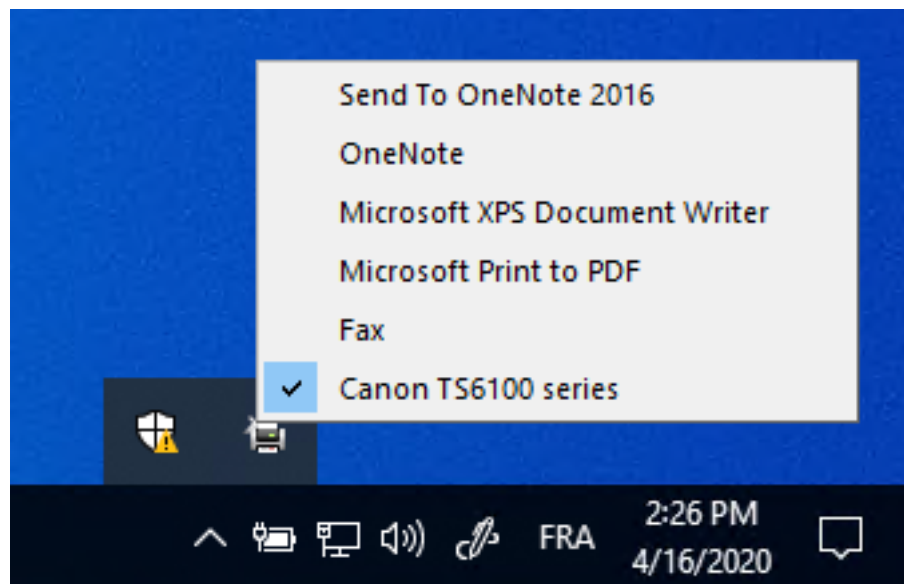 Send To OneNote 2016
OneNote
Microsoft XPS Document Writer
Microsoft Print to PDF
Fax
Canon TS6100 series
FRA
2:26 PM
4/16/2020